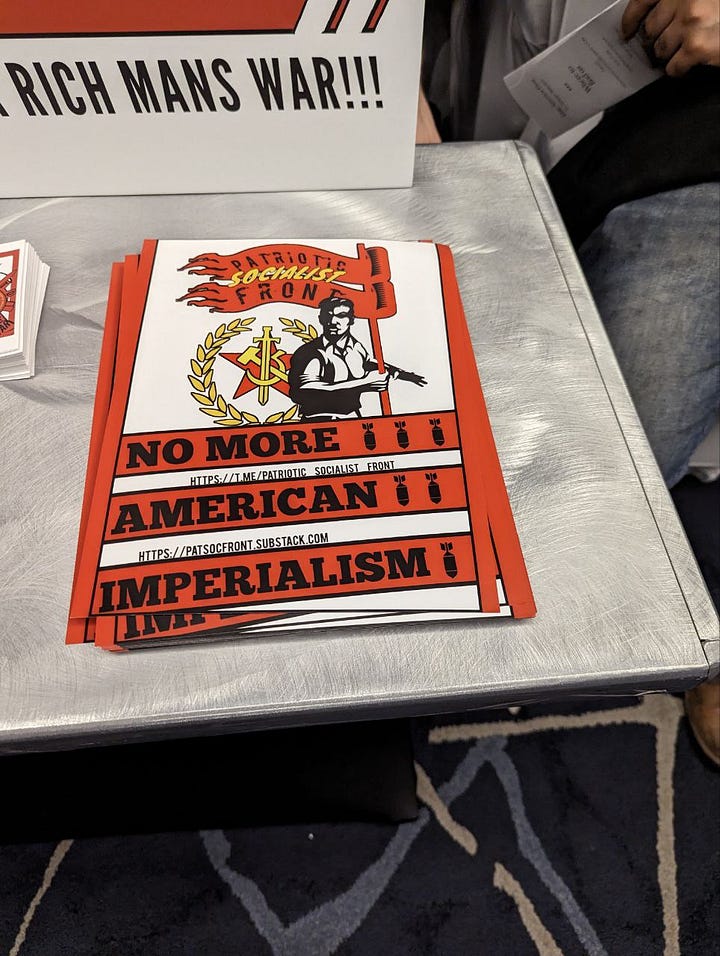 RICH MANS WAR!!!
PATRIOTIC
SOCIALIST
FRONT
NO MORE
HTTPS://T.ME/PATRIOTIC_SOCIALIST_FRONT
AMERICAN
HTTPS://PATSOCFRONT.SUBSTACK.COM
IMPERIALISM